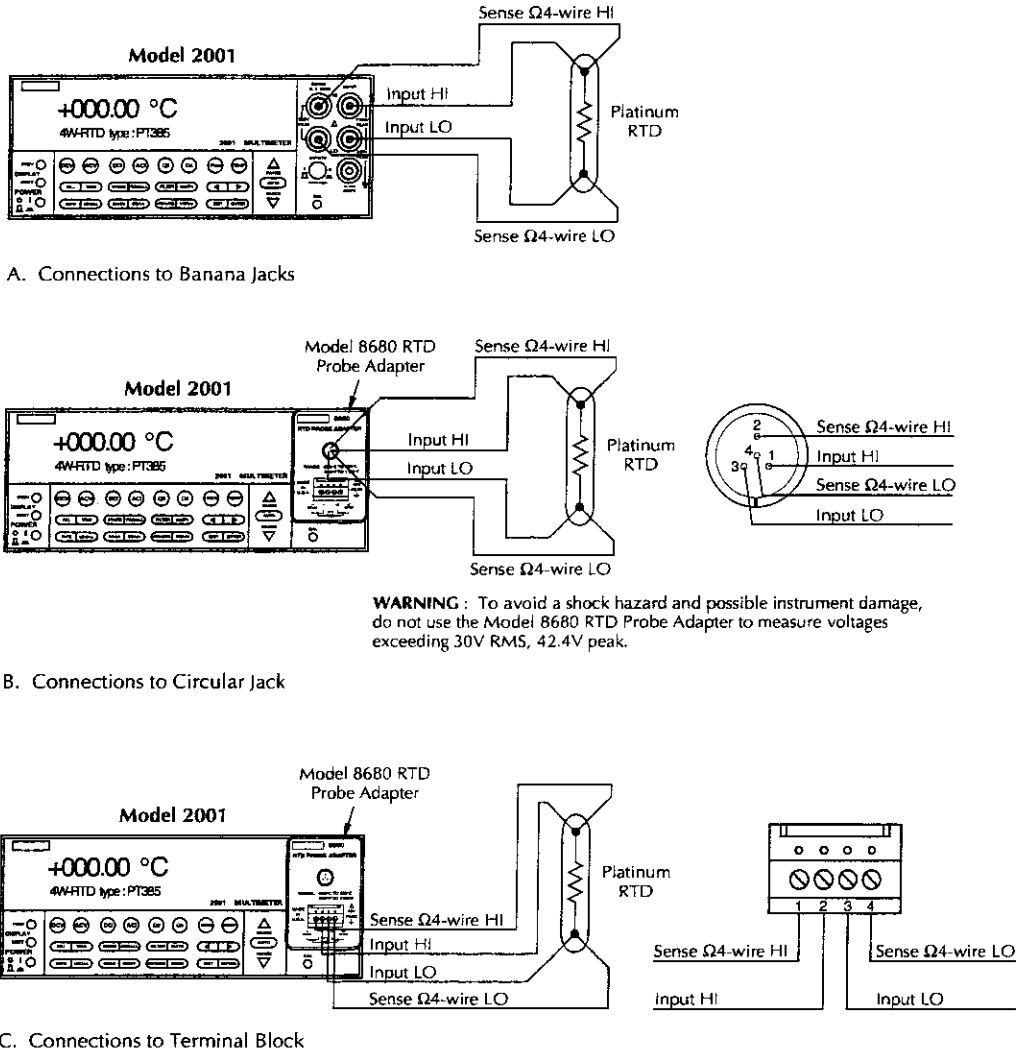 Sense Ω4-wire HI
Model 2001
+000.00 °C
4W-RTD type : PT385
2001 MULTIMETER
Input HI
Input LO
Platinum
RTD
DISPLAY
POWER
Sense Ω4-wire LO
A. Connections to Banana Jacks
Model 8680 RTD
Probe Adapter
Sense Ω4-wire HI
Model 2001
+000.00 °C
4W-RTD type : PT385
2001 MULTIMETER
8680
RTD PROBE ADAPTER
Input HI
Input LO
Platinum
RTD
DISPLAY
POWER
Sense Ω4-wire LO
2
4
1
3
Sense Ω4-wire HI
Input HI
Sense Ω4-wire LO
Input LO
WARNING : To avoid a shock hazard and possible instrument damage,
do not use the Model 8680 RTD Probe Adapter to measure voltages
exceeding 30V RMS, 42.4V peak.
B. Connections to Circular Jack
Model 8680 RTD
Probe Adapter
Model 2001
+000.00 °C
4W-RTD type : PT385
2001 MULTIMETER
8680
RTD PROBE ADAPTER
Platinum
RTD
DISPLAY
POWER
Sense Ω4-wire HI
Input HI
Input LO
Sense Ω4-wire LO
1 2 3 4
Sense Ω4-wire HI
Sense Ω4-wire LO
Input HI
Input LO
C. Connections to Terminal Block